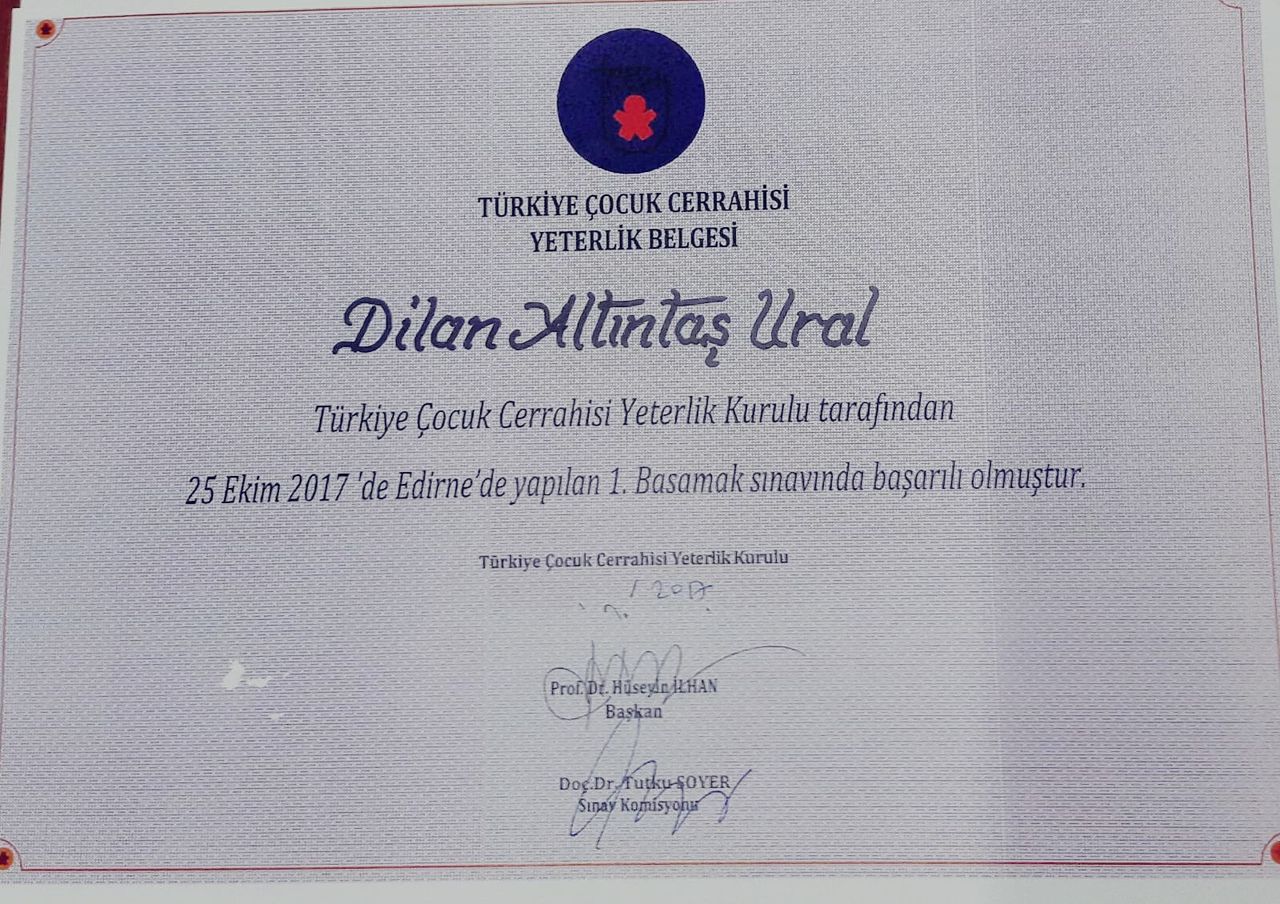 TÜRKİYE ÇOCUK CERRAHİSİ
YETERLİK BELGESİ
Dilan Altıntaş Ural
Türkiye Çocuk Cerrahisi Yeterlik Kurulu tarafından
25 Ekim 2017 'de Edirne'de yapılan 1. Basamak sınavında başarılı olmuştur.
Türkiye Çocuk Cerrahisi Yeterlik Kurulu
/ 2017
Prof. Dr. Hüseyin İLHAN
Başkan
Doç.Dr. Tutku SOYER
Sınav Komisyonu